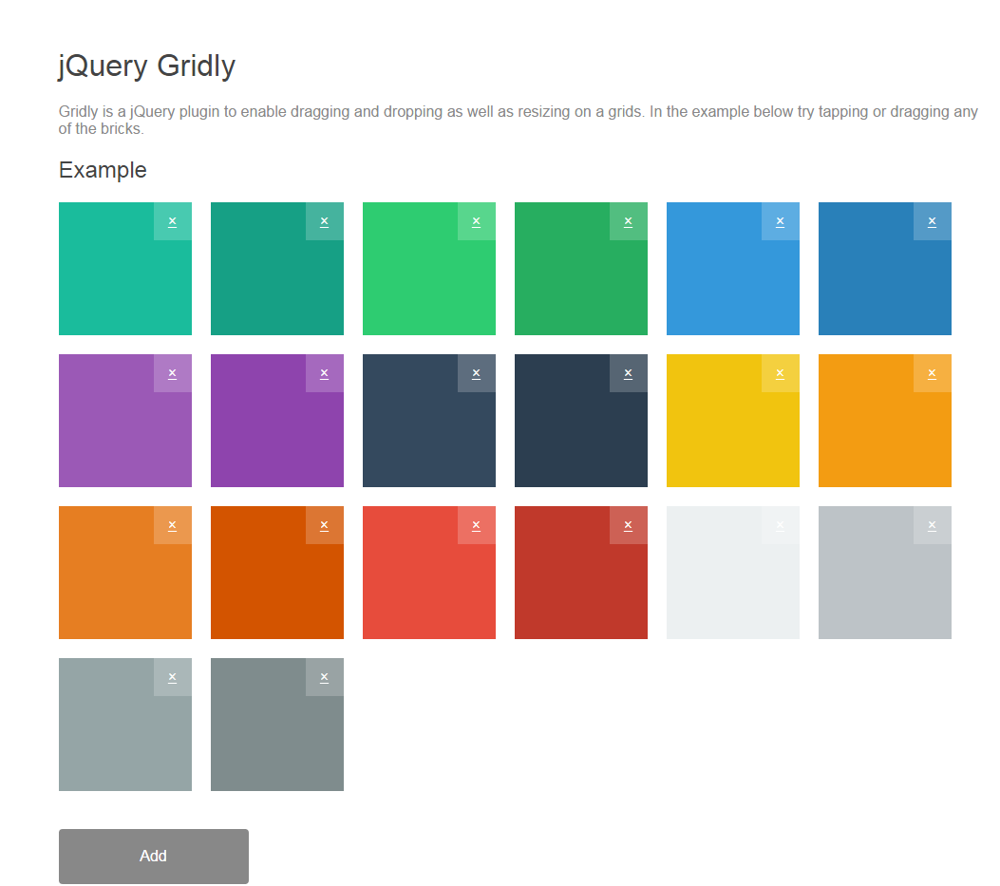 jQuery Gridly
Gridly is a jQuery plugin to enable dragging and dropping as well as resizing on a grids. In the example below try tapping or dragging any
of the bricks.
Example
× × × × × ×
× × × × × ×
× × × × × ×
× ×
Add